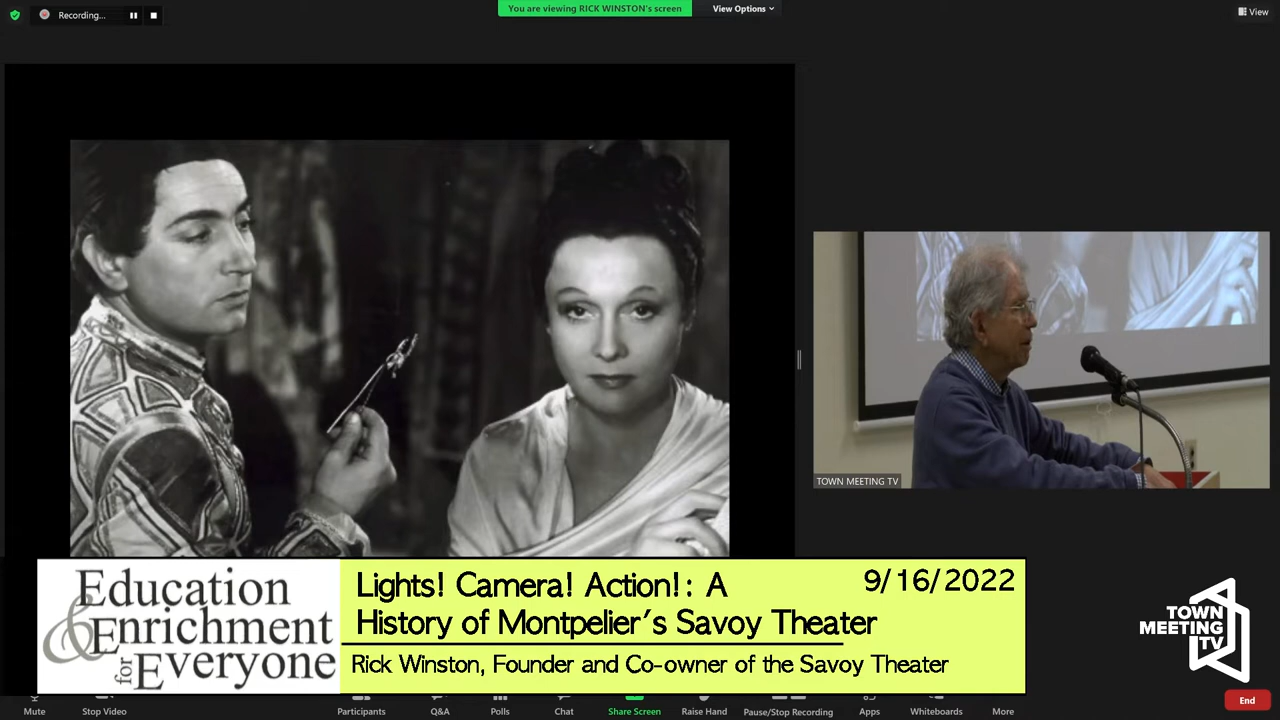 Recording...
You are viewing RICK WINSTON's screen
View Options
View
TOWN MEETING TV
Education
& Enrichment
for Everyone
Lights! Camera! Action!: A
History of Montpelier's Savoy Theater
9/16/2022
Rick Winston, Founder and Co-owner of the Savoy Theater
TOWN
MEETING
TV
Mute
Stop Video
Participants
Q&A
Polls
Chat
Share Screen
Raise Hand
Pause/Stop Recording
Apps
Whiteboards
More
End